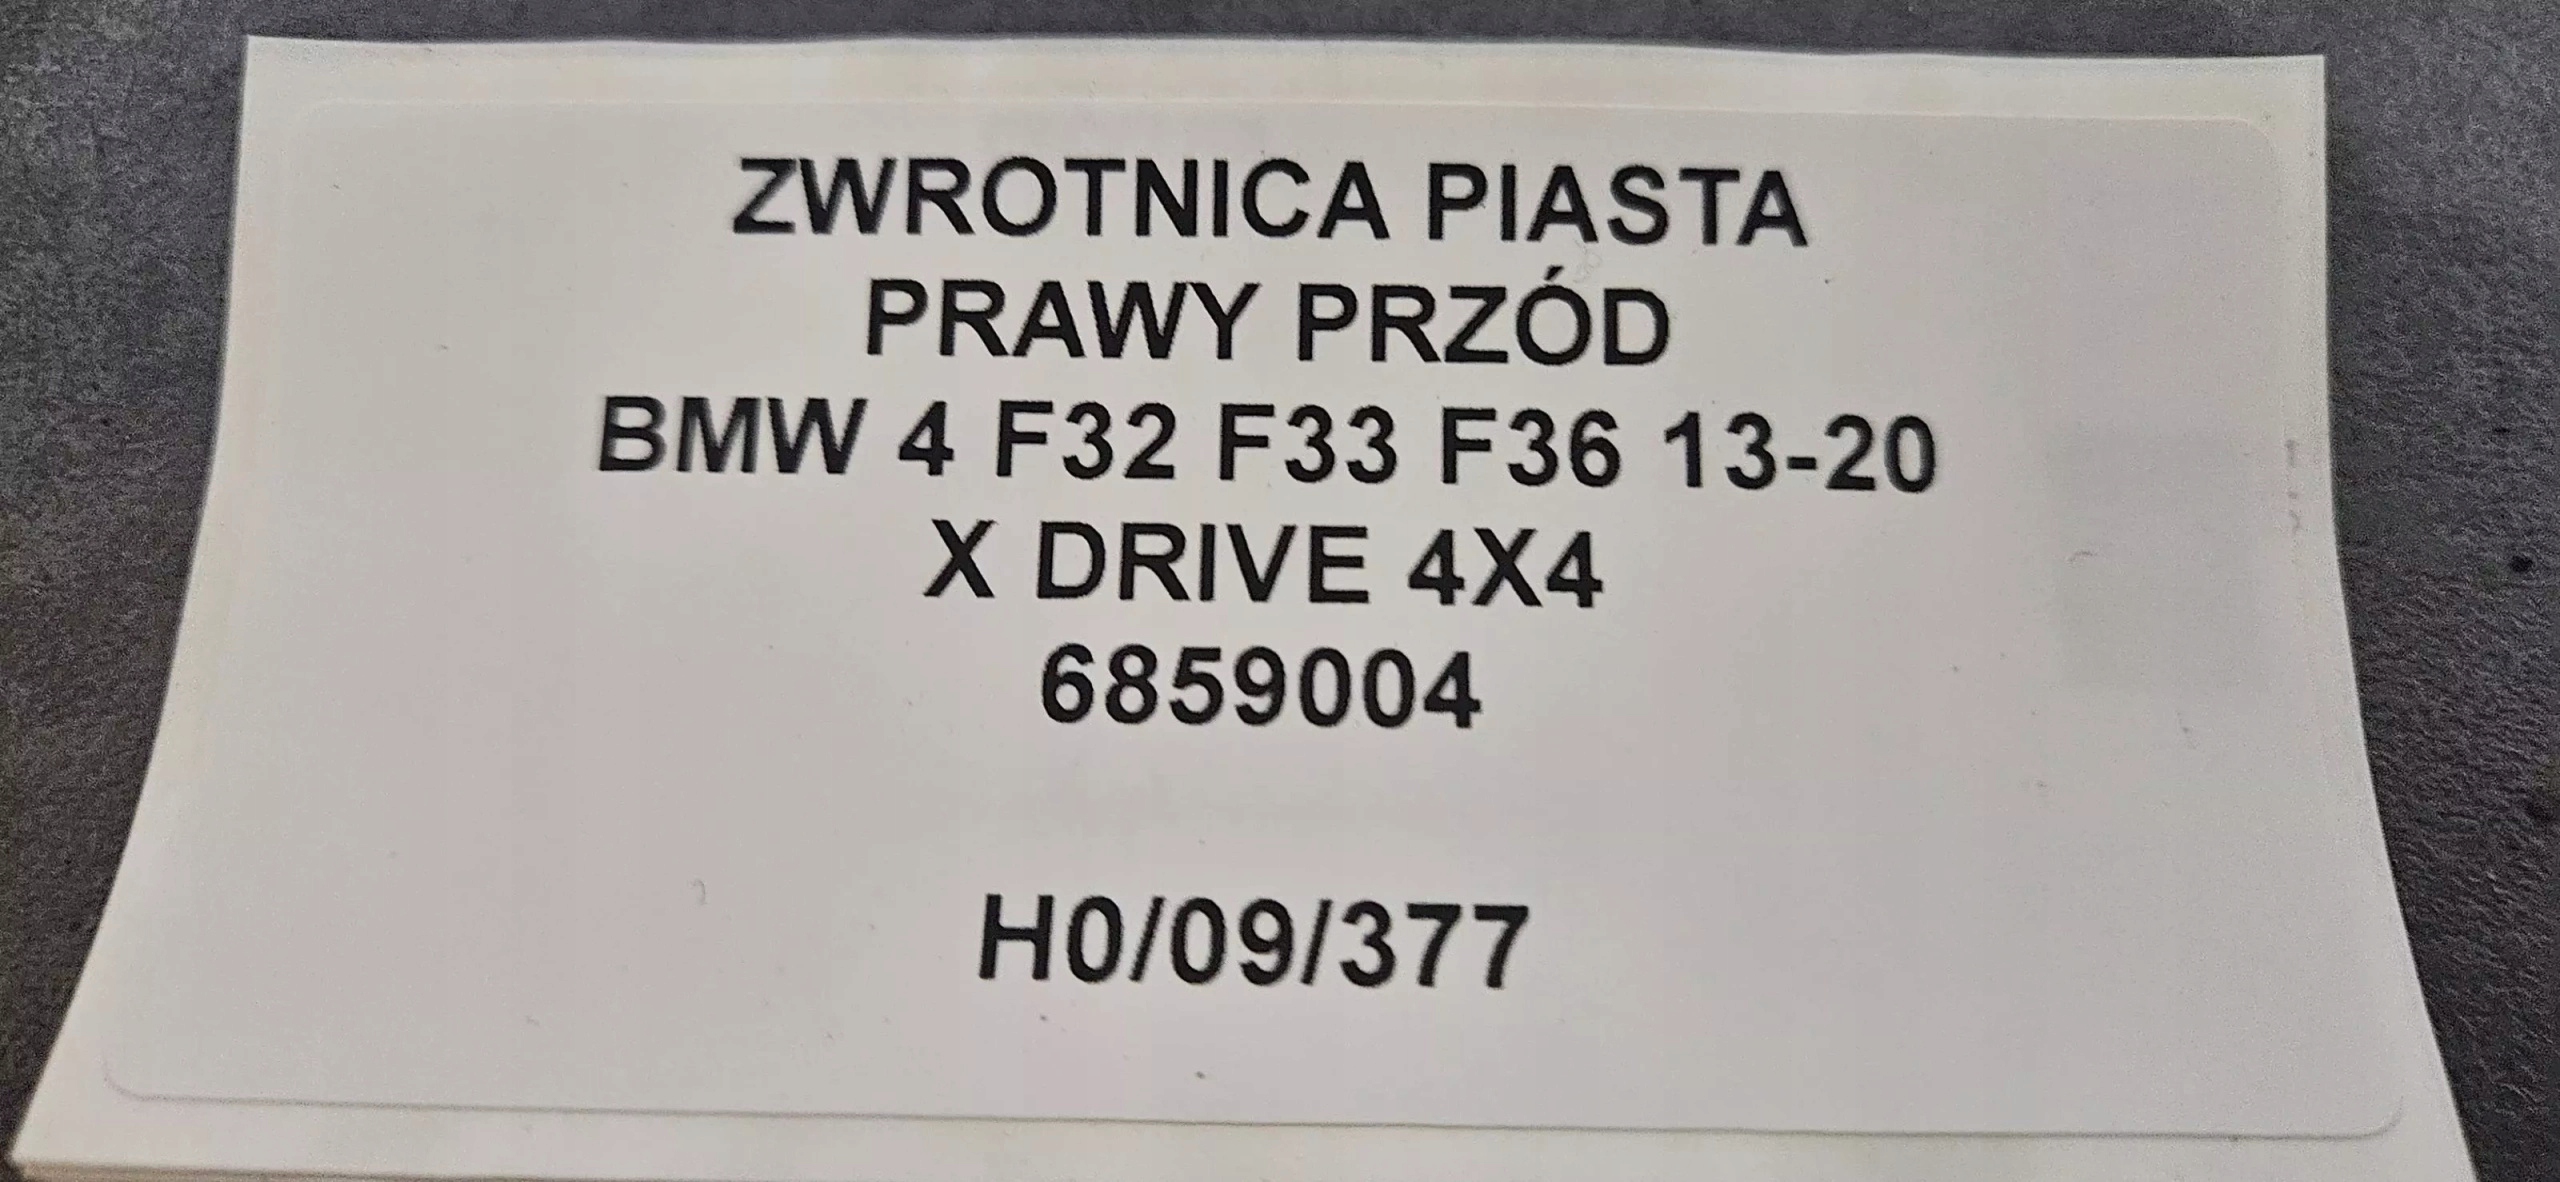 ZWROTNICA PIASTA
PRAWY PRZÓD
BMW 4 F32 F33 F36 13-20
X DRIVE 4X4
6859004
H0/09/377